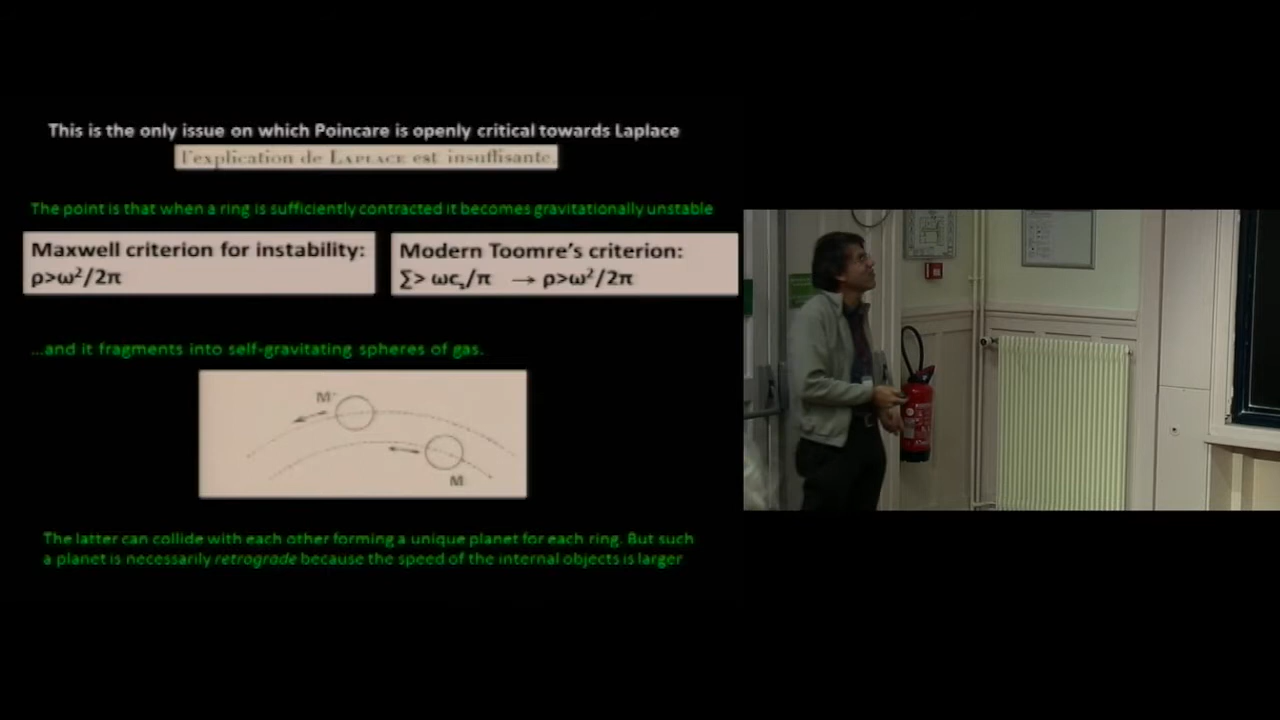 This is the only issue on which Poincare is openly critical towards Laplace
l'explication de LAPLACE est insuffisante.
The point is that when a ring is sufficiently contracted it becomes gravitationally unstable
Maxwell criterion for instability:
ρ>ω²/2π
Modern Toomre's criterion:
∑> ωcₛ/π → ρ>ω²/2π
...and it fragments into self-gravitating spheres of gas.
M'
M
The latter can collide with each other forming a unique planet for each ring. But such
a planet is necessarily retrograde because the speed of the internal objects is larger